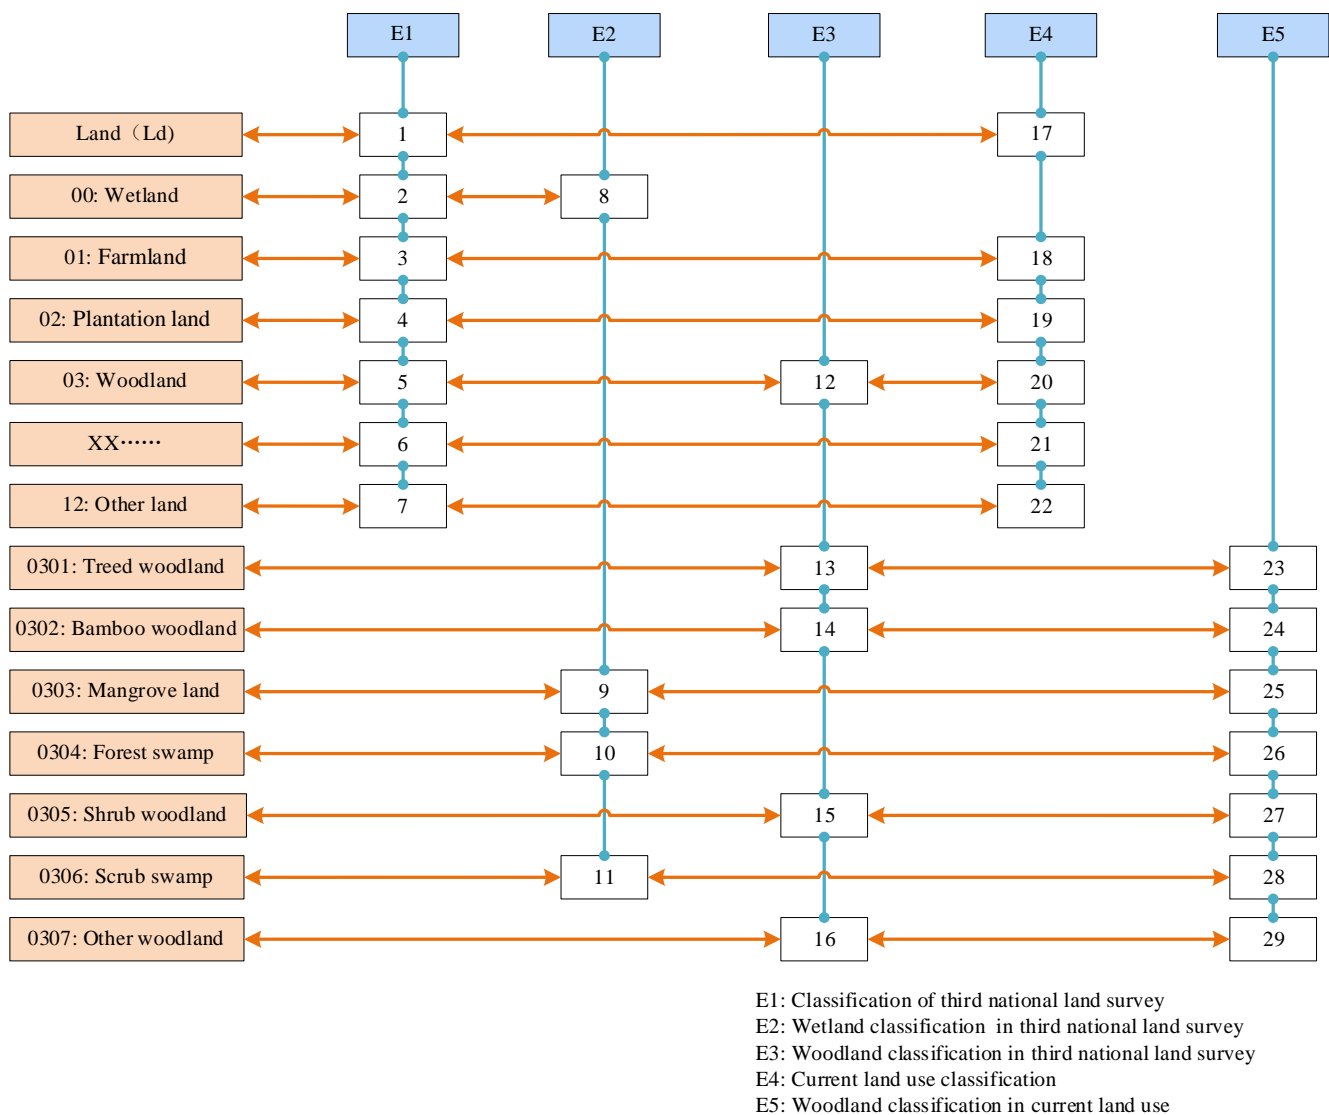 E1 E2 E3 E4 E5
Land（Ld) 1 17
00: Wetland 2 8
01: Farmland 3 18
02: Plantation land 4 19
03: Woodland 5 12 20
XX⋯⋯ 6 21
12: Other land 7 22
0301: Treed woodland 13 23
0302: Bamboo woodland 14 24
0303: Mangrove land 9 25
0304: Forest swamp 10 26
0305: Shrub woodland 15 27
0306: Scrub swamp 11 28
0307: Other woodland 16 29
E1: Classification of third national land survey
E2: Wetland classification in third national land survey
E3: Woodland classification in third national land survey
E4: Current land use classification
E5: Woodland classification in current land use